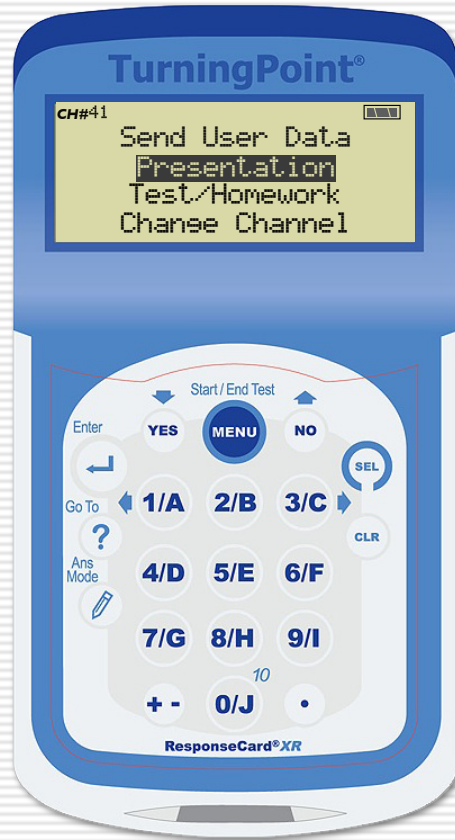 TurningPoint®
CH#41
Send User Data
Presentation
Test/Homework
Change Channel
Start / End Test
Enter
YES
MENU
NO
SEL
Go To
1/A
2/B
3/C
?
CLR
Ans
Mode
4/D
5/E
6/F
7/G
8/H
9/I
10
+ -
0/J
•
ResponseCard®XR